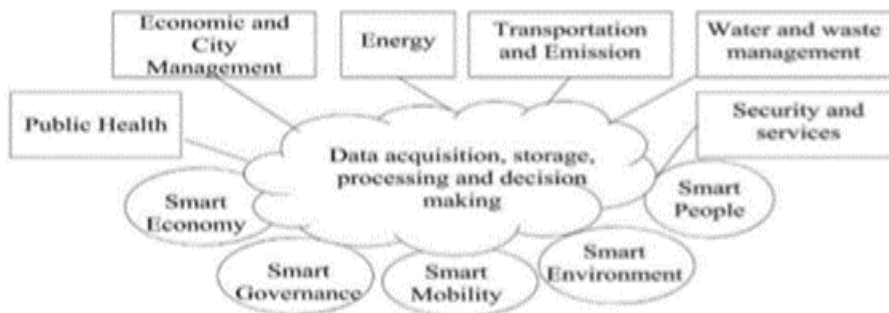 Economic and
City
Management
Energy
Transportation
and Emission
Water and waste
management
Public Health
Security and
services
Data acquisition, storage,
processing and decision
making
Smart
Economy
Smart
People
Smart
Governance
Smart
Mobility
Smart
Environment